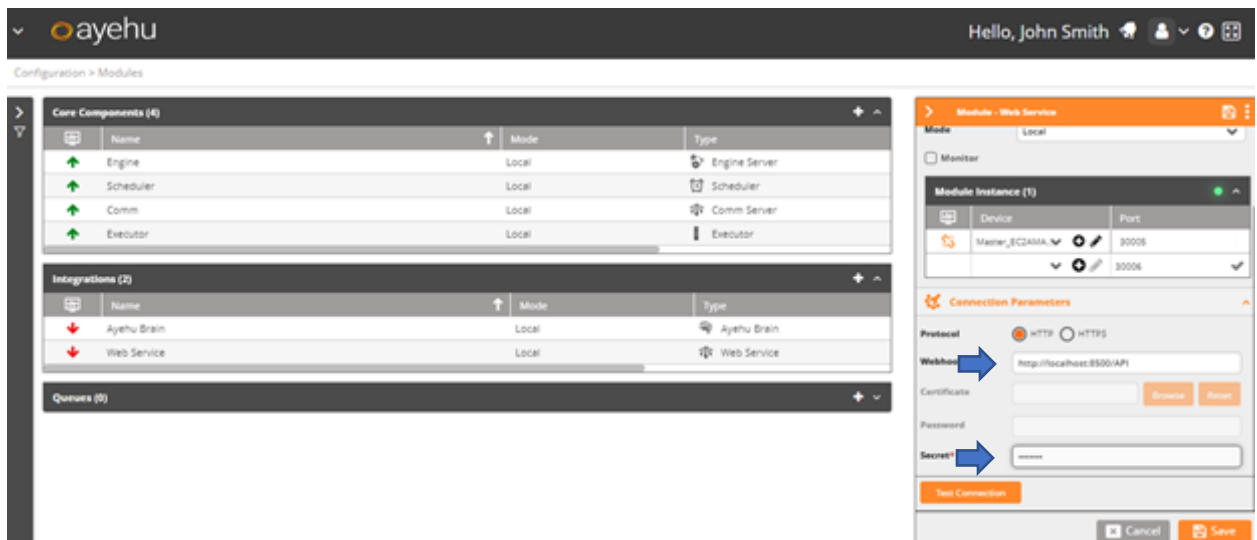 ayehu
Hello, John Smith
Configuration > Modules
Core Components (4)
Name Mode Type
Engine Local Engine Server
Scheduler Local Scheduler
Comm Local Comm Server
Executor Local Executor
Integrations (2)
Name Mode Type
Ayehu Brain Local Ayehu Brain
Web Service Local Web Service
Queues (0)
Module - Web Service
Mode Local
Monitor
Module Instance (1)
Device Port
Master_EC2AMA. 30005
30006
Connection Parameters
Protocol HTTP HTTPS
Webhoo http://localhost:8500/API
Certificate Browse Reset
Password
Secret*
Test Connection
Cancel Save